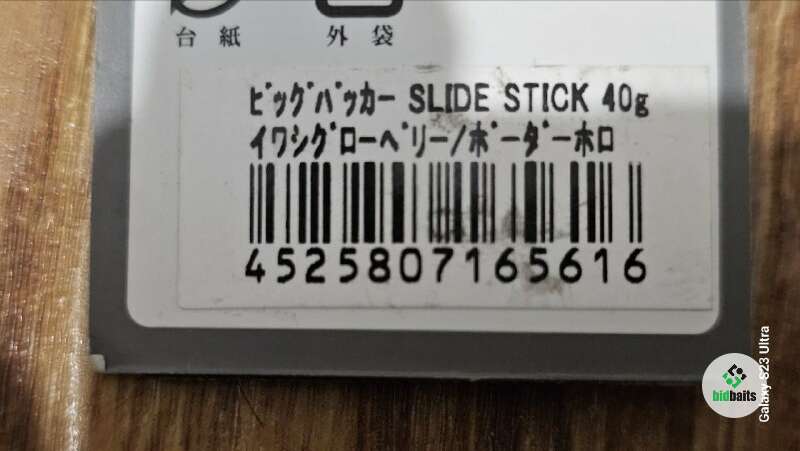 台紙 外袋
ﾋﾞｯｸﾞﾊﾞｯｶｰ SLIDE STICK 40g
ｲﾜｼｸﾞﾛｰﾍﾞﾘｰ/ﾎﾞｰﾀﾞｰﾎﾛ
4525807165616
bidbaits
Galaxy S23 Ultra